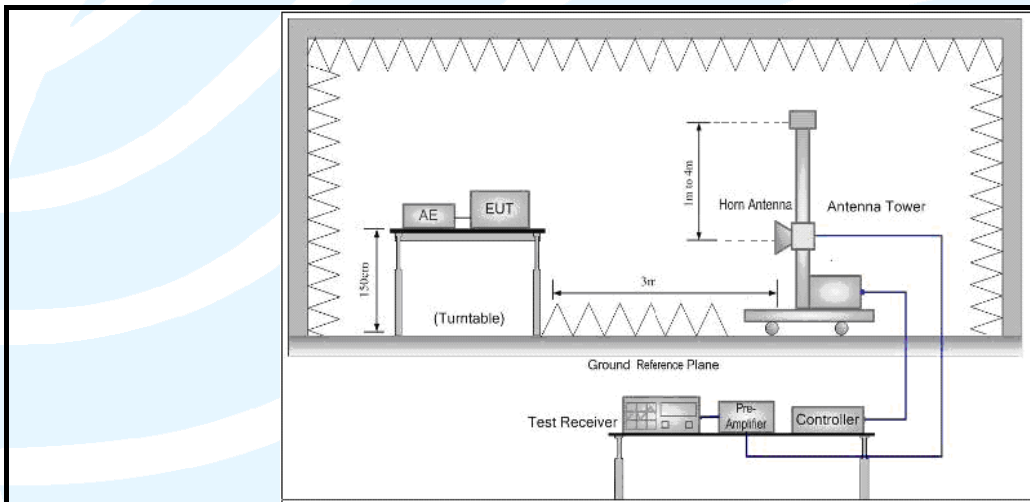 1m to 4m
Horn Antenna
Antenna Tower
AE
EUT
150cm
3m
(Turntable)
Ground Reference Plane
Test Receiver
Pre-
Amplifier
Controller